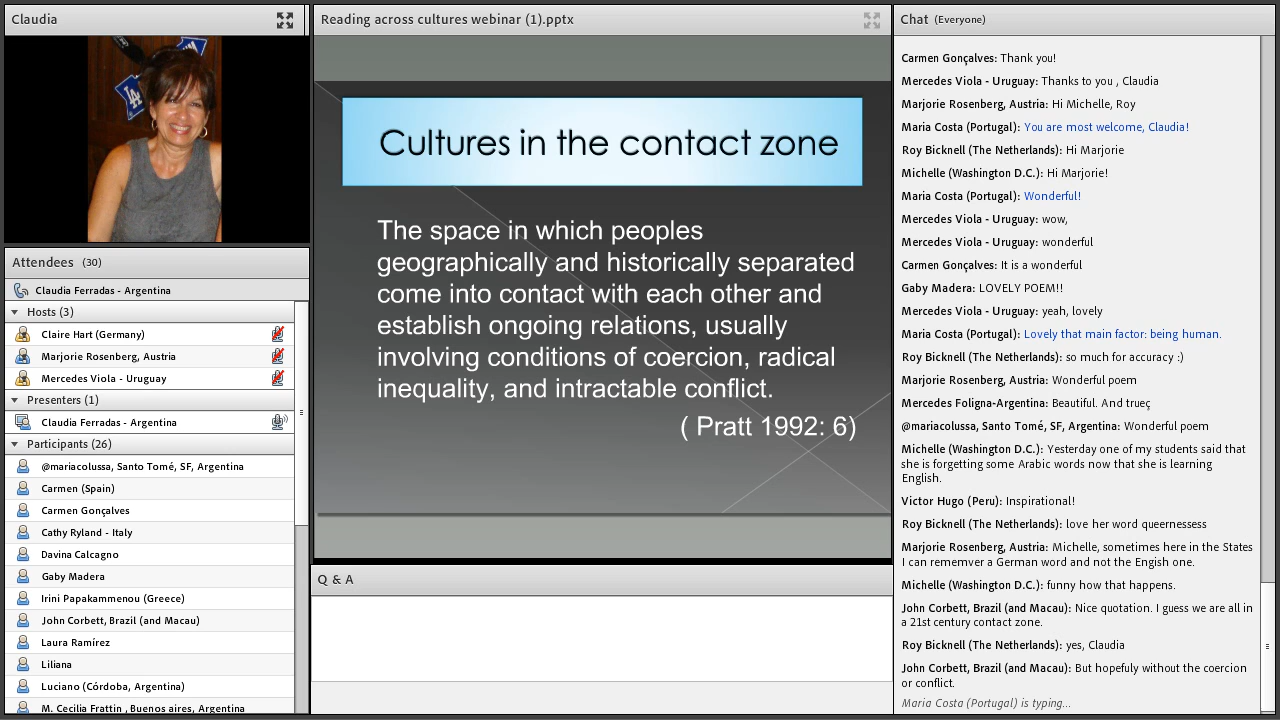 Claudia
LA
Attendees (30)
Claudia Ferradas - Argentina
Hosts (3)
Claire Hart (Germany)
Marjorie Rosenberg, Austria
Mercedes Viola - Uruguay
Presenters (1)
Claudia Ferradas - Argentina
Participants (26)
@mariacolussa, Santo Tomé, SF, Argentina
Carmen (Spain)
Carmen Gonçalves
Cathy Ryland - Italy
Davina Calcagno
Gaby Madera
Irini Papakammenou (Greece)
John Corbett, Brazil (and Macau)
Laura Ramírez
Liliana
Luciano (Córdoba, Argentina)
M. Cecilia Frattin , Buenos aires, Argentina
Reading across cultures webinar (1).pptx
Cultures in the contact zone
The space in which peoples
geographically and historically separated
come into contact with each other and
establish ongoing relations, usually
involving conditions of coercion, radical
inequality, and intractable conflict.
( Pratt 1992: 6)
Q & A
Chat (Everyone)
Carmen Gonçalves: Thank you!
Mercedes Viola - Uruguay: Thanks to you , Claudia
Marjorie Rosenberg, Austria: Hi Michelle, Roy
Maria Costa (Portugal): You are most welcome, Claudia!
Roy Bicknell (The Netherlands): Hi Marjorie
Michelle (Washington D.C.): Hi Marjorie!
Maria Costa (Portugal): Wonderful!
Mercedes Viola - Uruguay: wow,
Mercedes Viola - Uruguay: wonderful
Carmen Gonçalves: It is a wonderful
Gaby Madera: LOVELY POEM!!
Mercedes Viola - Uruguay: yeah, lovely
Maria Costa (Portugal): Lovely that main factor: being human.
Roy Bicknell (The Netherlands): so much for accuracy :)
Marjorie Rosenberg, Austria: Wonderful poem
Mercedes Foligna-Argentina: Beautiful. And trueç
@mariacolussa, Santo Tomé, SF, Argentina: Wonderful poem
Michelle (Washington D.C.): Yesterday one of my students said that
she is forgetting some Arabic words now that she is learning
English.
Victor Hugo (Peru): Inspirational!
Roy Bicknell (The Netherlands): love her word queernessess
Marjorie Rosenberg, Austria: Michelle, sometimes here in the States
I can rememver a German word and not the Engish one.
Michelle (Washington D.C.): funny how that happens.
John Corbett, Brazil (and Macau): Nice quotation. I guess we are all in
a 21st century contact zone.
Roy Bicknell (The Netherlands): yes, Claudia
John Corbett, Brazil (and Macau): But hopefuly without the coercion
or conflict.
Maria Costa (Portugal) is typing...